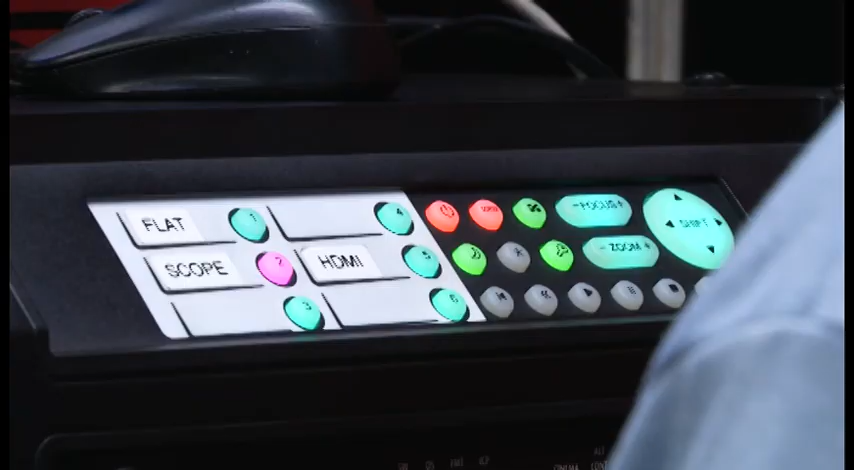 FLAT 1
4
SCOPE 2
HDMI 5
3
6
-FOCUS+
-ZOOM+
SHIFT